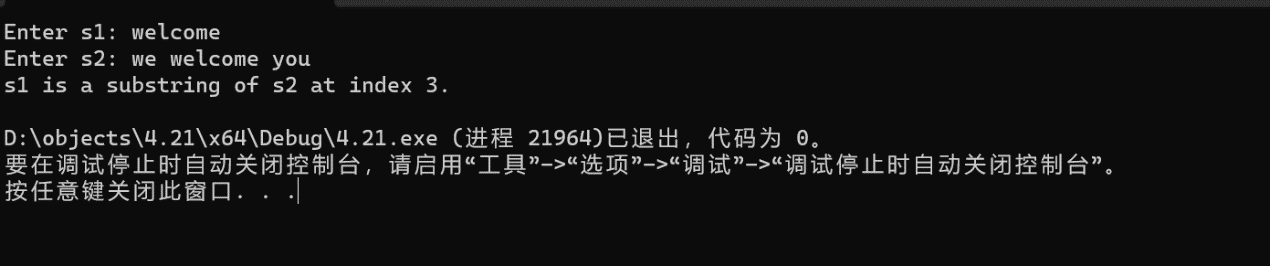 Enter s1: welcome
Enter s2: we welcome you
s1 is a substring of s2 at index 3.
D:\objects\4.21\x64\Debug\4.21.exe (进程 21964)已退出，代码为 0。
要在调试停止时自动关闭控制台，请启用“工具”->“选项”->“调试”->“调试停止时自动关闭控制台”。
按任意键关闭此窗口. . .